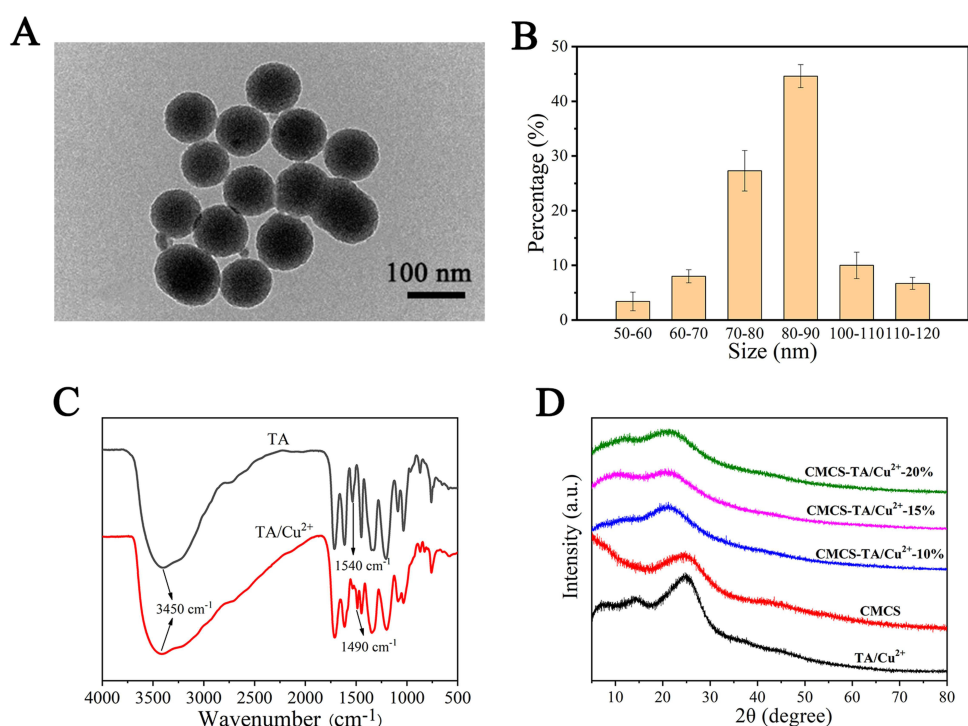 A
100 nm
B
Percentage (%)
50
40
30
20
10
0
50-60 60-70 70-80 80-90 100-110 110-120
Size (nm)
C
TA
TA/Cu²⁺
3450 cm⁻¹
1540 cm⁻¹
1490 cm⁻¹
4000 3500 3000 2500 2000 1500 1000 500
Wavenumber (cm⁻¹)
D
Intensity (a.u.)
CMCS-TA/Cu²⁺-20%
CMCS-TA/Cu²⁺-15%
CMCS-TA/Cu²⁺-10%
CMCS
TA/Cu²⁺
10 20 30 40 50 60 70 80
2θ (degree)